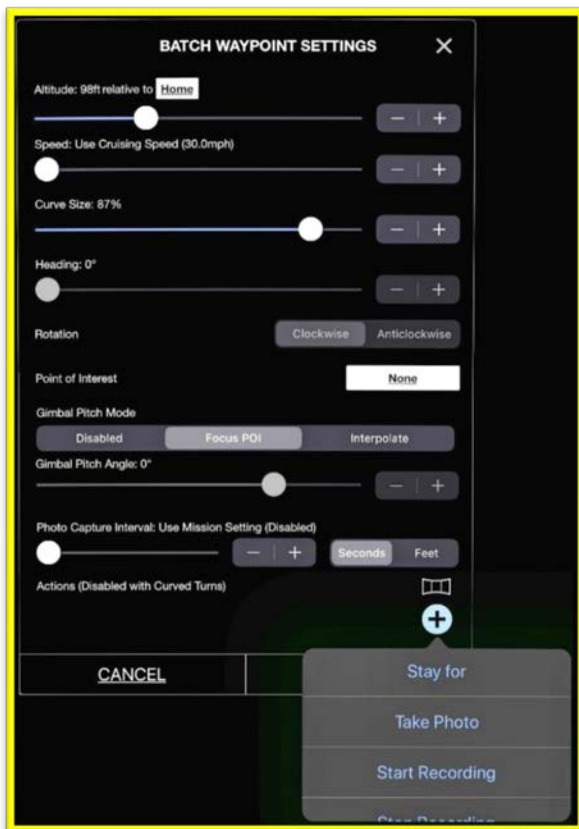 BATCH WAYPOINT SETTINGS
Altitude: 98ft relative to Home
Speed: Use Cruising Speed (30.0mph)
Curve Size: 87%
Heading: 0°
Rotation Clockwise Anticlockwise
Point of Interest None
Gimbal Pitch Mode
Disabled Focus POI Interpolate
Gimbal Pitch Angle: 0°
Photo Capture Interval: Use Mission Setting (Disabled)
Seconds Feet
Actions (Disabled with Curved Turns)
CANCEL
Stay for
Take Photo
Start Recording
Stop Recording